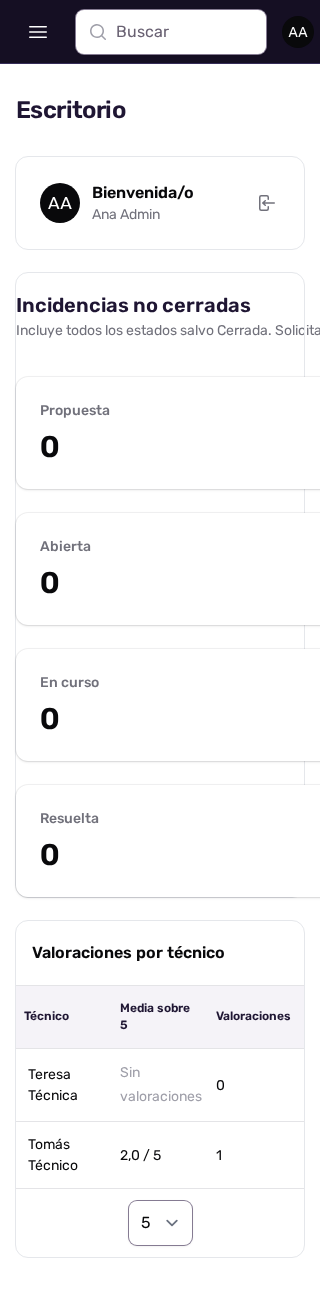 Buscar
AA
Escritorio
AA
Bienvenida/o
Ana Admin
Incidencias no cerradas
Incluye todos los estados salvo Cerrada.
Propuesta
0
Abierta
0
En curso
0
Resuelta
0
Valoraciones por técnico
Técnico
Media sobre
5
Valoraciones
Teresa
Técnica
Sin
valoraciones
0
Tomás
Técnico
2,0 / 5
1
5